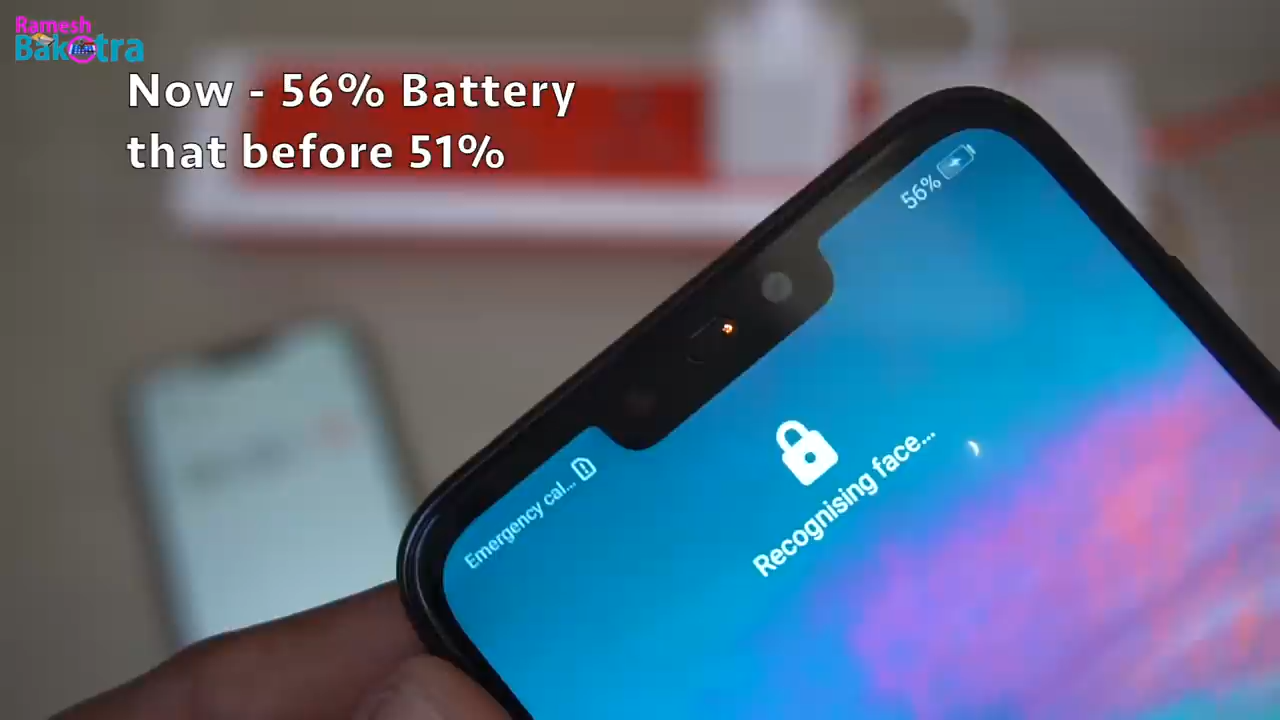 Ramesh
Bakotra
Now - 56% Battery
that before 51%
56%
Emergency cal...
Recognising face...